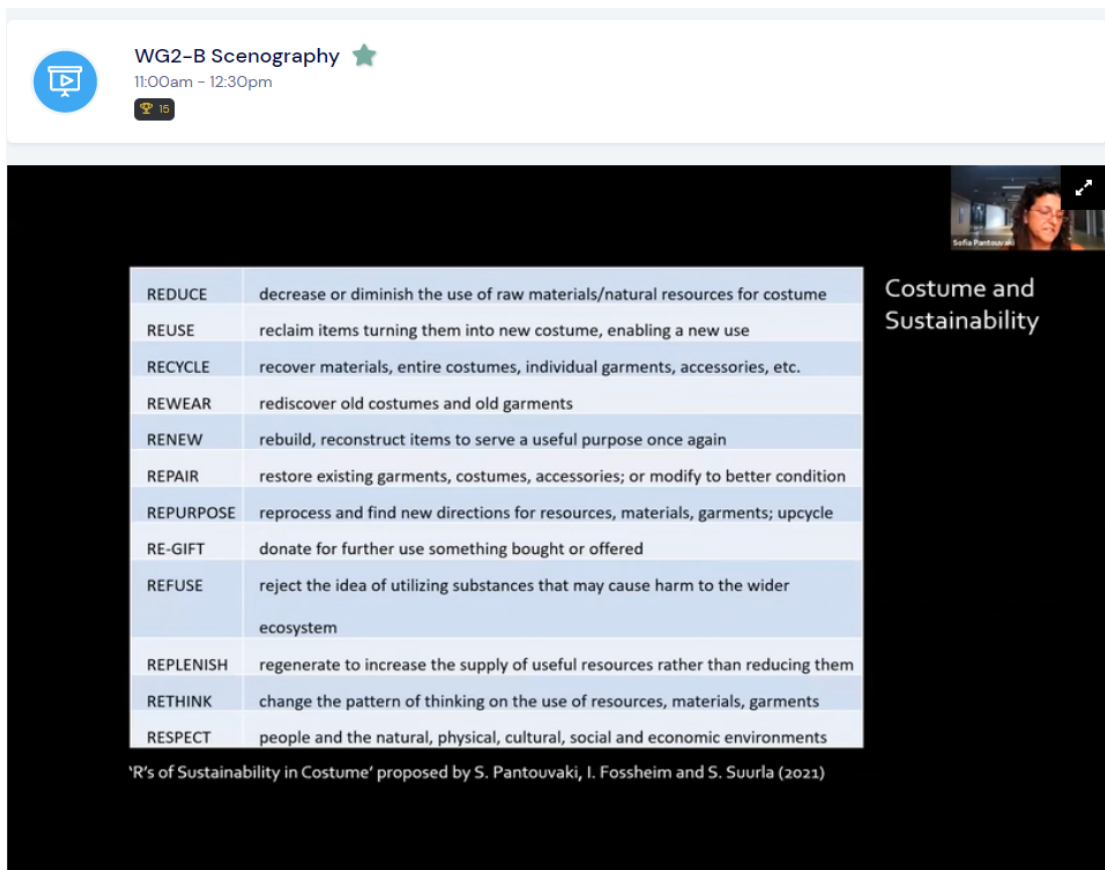 WG2-B Scenography
11:00am - 12:30pm
15
Sofia Pantouvaki
Costume and
Sustainability
REDUCE decrease or diminish the use of raw materials/natural resources for costume
REUSE reclaim items turning them into new costume, enabling a new use
RECYCLE recover materials, entire costumes, individual garments, accessories, etc.
REWEAR rediscover old costumes and old garments
RENEW rebuild, reconstruct items to serve a useful purpose once again
REPAIR restore existing garments, costumes, accessories; or modify to better condition
REPURPOSE reprocess and find new directions for resources, materials, garments; upcycle
RE-GIFT donate for further use something bought or offered
REFUSE reject the idea of utilizing substances that may cause harm to the wider
ecosystem
REPLENISH regenerate to increase the supply of useful resources rather than reducing them
RETHINK change the pattern of thinking on the use of resources, materials, garments
RESPECT people and the natural, physical, cultural, social and economic environments
'R's of Sustainability in Costume' proposed by S. Pantouvaki, I. Fossheim and S. Suurla (2021)